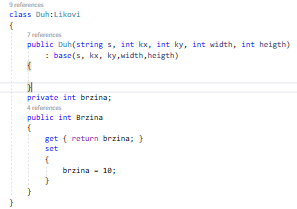 9 references
class Duh:Likovi
{
7 references
public Duh(string s, int kx, int ky, int width, int heigth)
: base(s, kx, ky,width,heigth)
{
}
private int brzina;
4 references
public int Brzina
{
get { return brzina; }
set
{
brzina = 10;
}
}
}